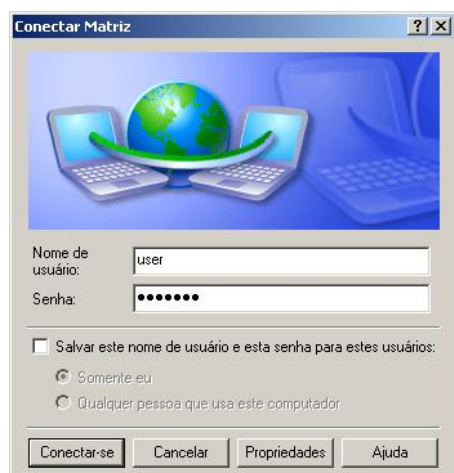 Conectar Matriz
Nome de
usuário:
user
Senha:
•••••••
Salvar este nome de usuário e esta senha para estes usuários:
Somente eu
Qualquer pessoa que usa este computador
Conectar-se Cancelar Propriedades Ajuda